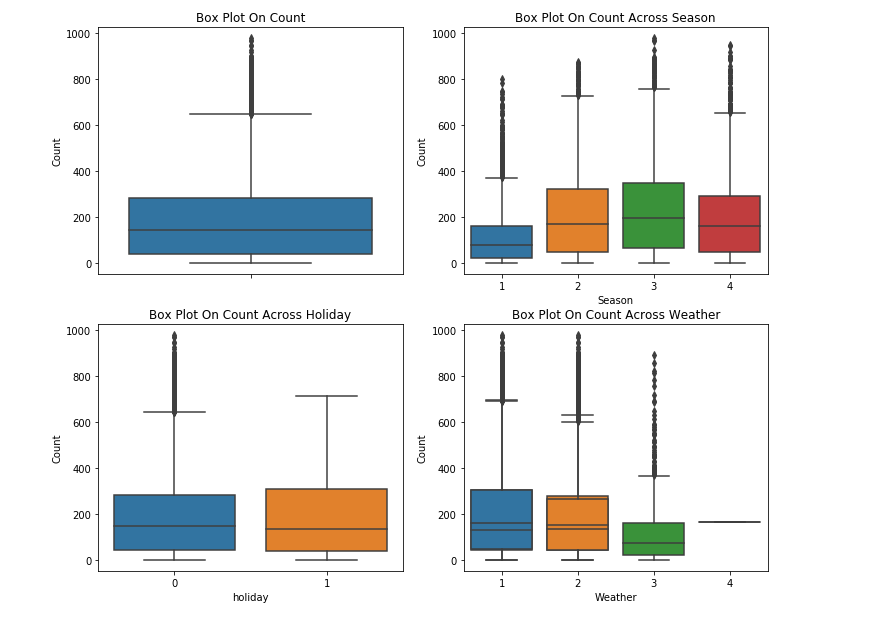 Box Plot On Count
1000
800
600
400
200
0
Count
Box Plot On Count Across Season
1000
800
600
400
200
0
Count
1 2 3 4
Season
Box Plot On Count Across Holiday
1000
800
600
400
200
0
Count
0 1
holiday
Box Plot On Count Across Weather
1000
800
600
400
200
0
Count
1 2 3 4
Weather